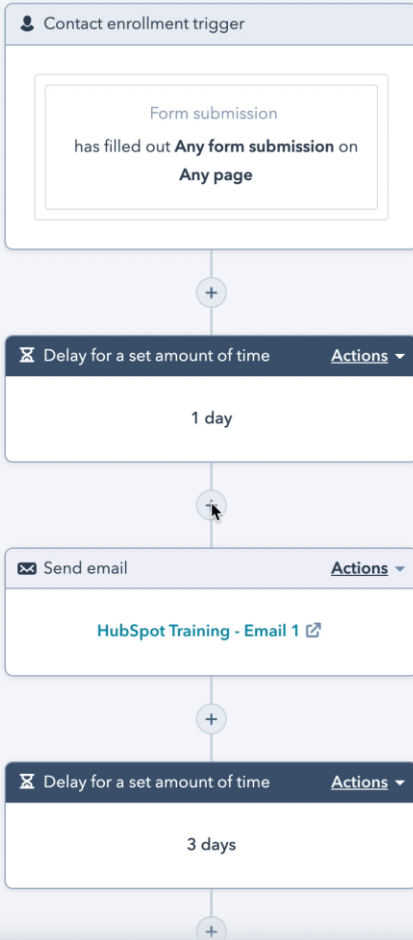 Contact enrollment trigger
Form submission
has filled out Any form submission on
Any page
Delay for a set amount of time Actions
1 day
Send email Actions
HubSpot Training - Email 1
Delay for a set amount of time Actions
3 days